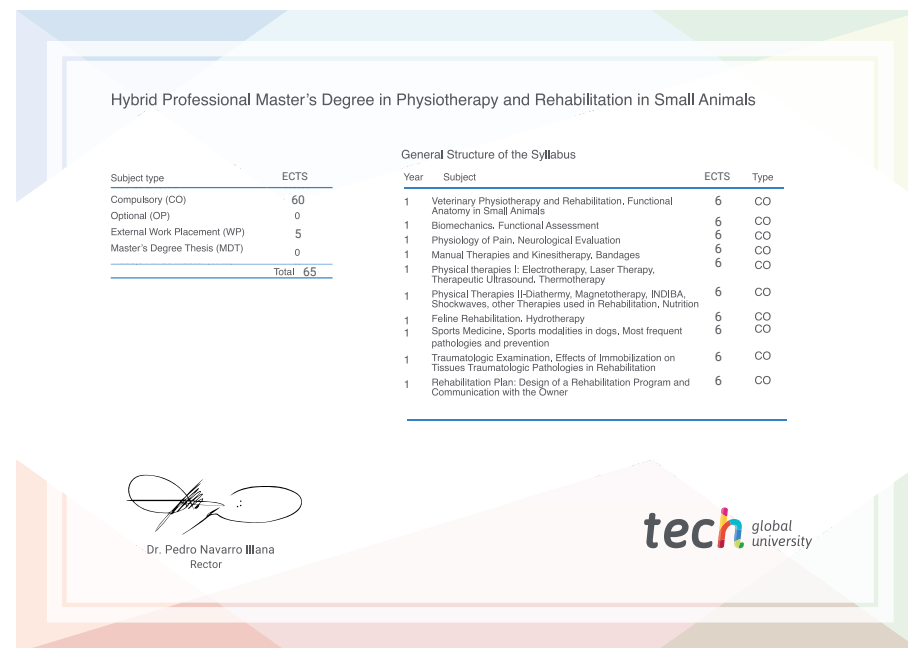 Hybrid Professional Master's Degree in Physiotherapy and Rehabilitation in Small Animals
Subject type ECTS
Compulsory (CO) 60
Optional (OP) 0
External Work Placement (WP) 5
Master's Degree Thesis (MDT) 0
Total 65
General Structure of the Syllabus
Year Subject ECTS Type
1 Veterinary Physiotherapy and Rehabilitation. Functional 6 CO
Anatomy in Small Animals
1 Biomechanics. Functional Assessment 6 CO
1 Physiology of Pain. Neurological Evaluation 6 CO
1 Manual Therapies and Kinesitherapy. Bandages 6 CO
1 Physical therapies I: Electrotherapy, Laser Therapy, 6 CO
Therapeutic Ultrasound. Thermotherapy
1 Physical Therapies II-Diathermy, Magnetotherapy, INDIBA, 6 CO
Shockwaves, other Therapies used in Rehabilitation, Nutrition
1 Feline Rehabilitation. Hydrotherapy 6 CO
1 Sports Medicine, Sports modalities in dogs, Most frequent 6 CO
pathologies and prevention
1 Traumatologic Examination, Effects of Immobilization on 6 CO
Tissues Traumatologic Pathologies in Rehabilitation
1 Rehabilitation Plan: Design of a Rehabilitation Program and 6 CO
Communication with the Owner
Dr. Pedro Navarro Illana
Rector
tech global
university